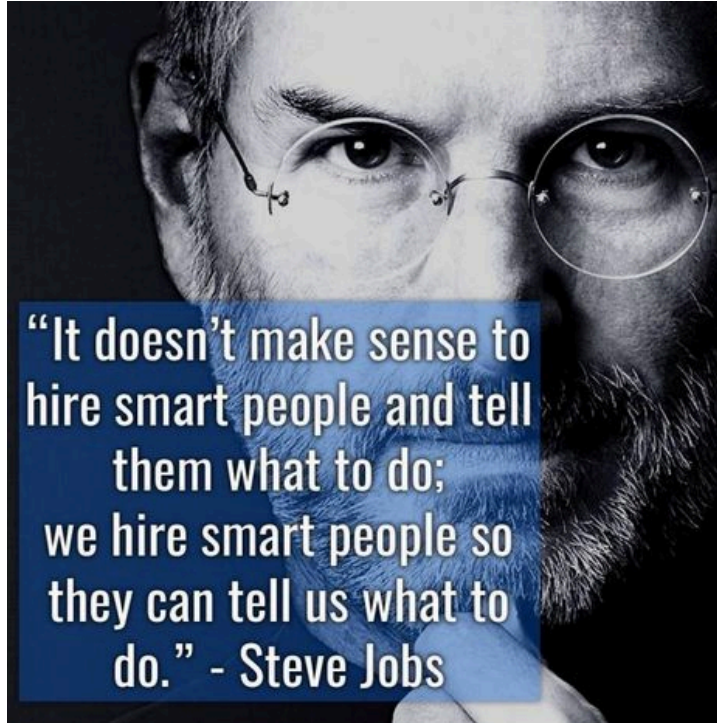 “It doesn’t make sense to
hire smart people and tell
them what to do;
we hire smart people so
they can tell us what to
do.” - Steve Jobs